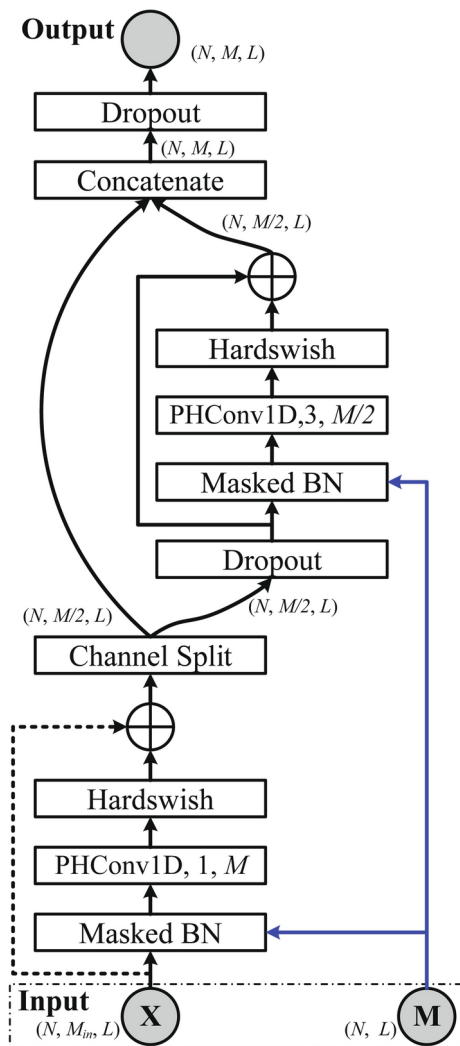 Output
(N, M, L)
Dropout
(N, M, L)
Concatenate
(N, M/2, L)
Hardswish
PHConv1D,3, M/2
Masked BN
Dropout
(N, M/2, L)
(N, M/2, L)
Channel Split
Hardswish
PHConv1D, 1, M
Masked BN
Input
X
M
(N, M_in, L)
(N, L)